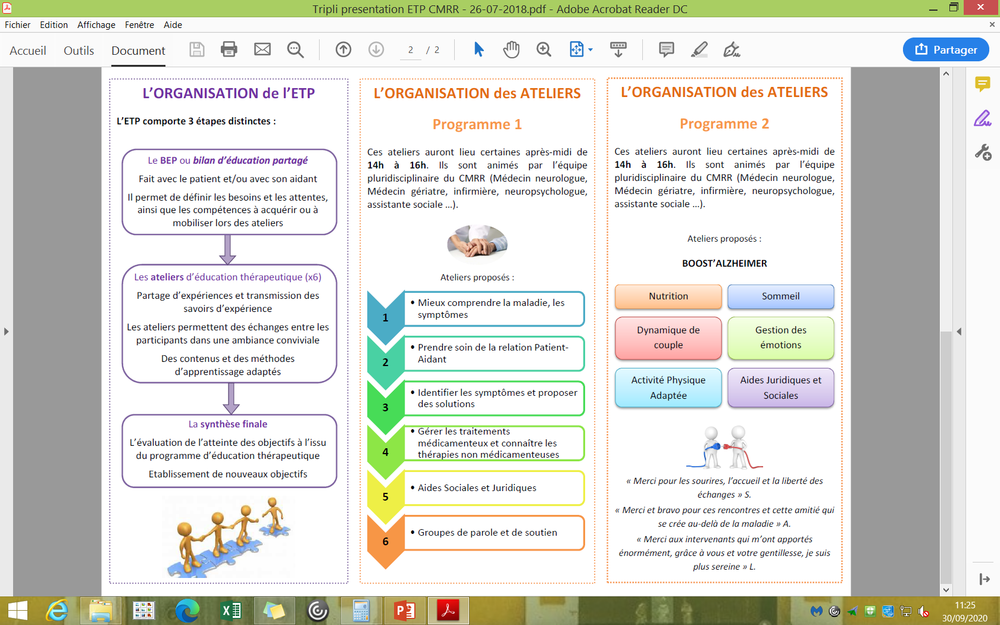 Tripli presentation ETP CMRR - 26-07-2018.pdf - Adobe Acrobat Reader DC
Fichier Edition Affichage Fenêtre Aide
Accueil Outils Document 2 / 2 Partager
L'ORGANISATION de l'ETP
L'ETP comporte 3 étapes distinctes :
Le BEP ou bilan d'éducation partagé
Fait avec le patient et/ou avec son aidant
Il permet de définir les besoins et les attentes,
ainsi que les compétences à acquérir ou à
mobiliser lors des ateliers
Les ateliers d'éducation thérapeutique (x6)
Partage d'expériences et transmission des
savoirs d'expérience
Les ateliers permettent des échanges entre les
participants dans une ambiance conviviale
Des contenus et des méthodes
d'apprentissage adaptés
La synthèse finale
L'évaluation de l'atteinte des objectifs à l'issu
du programme d'éducation thérapeutique
Etablissement de nouveaux objectifs
L'ORGANISATION des ATELIERS
Programme 1
Ces ateliers auront lieu certaines après-midi de
14h à 16h. Ils sont animés par l'équipe
pluridisciplinaire du CMRR (Médecin neurologue,
Médecin gériatre, infirmière, neuropsychologue,
assistante sociale ...).
Ateliers proposés :
1
• Mieux comprendre la maladie, les
symptômes
2
• Prendre soin de la relation Patient-
Aidant
3
• Identifier les symptômes et proposer
des solutions
4
• Gérer les traitements
médicamenteux et connaître les
thérapies non médicamenteuses
5
• Aides Sociales et Juridiques
6
• Groupes de parole et de soutien
L'ORGANISATION des ATELIERS
Programme 2
Ces ateliers auront lieu certaines après-midi de
14h à 16h. Ils sont animés par l'équipe
pluridisciplinaire du CMRR (Médecin neurologue,
Médecin gériatre, infirmière, neuropsychologue,
assistante sociale ...).
Ateliers proposés :
BOOST'ALZHEIMER
Nutrition
Sommeil
Dynamique de
couple
Gestion des
émotions
Activité Physique
Adaptée
Aides Juridiques et
Sociales
« Merci pour les sourires, l'accueil et la liberté des
échanges » S.
« Merci et bravo pour ces rencontres et cette amitié qui
se crée au-delà de la maladie » A.
« Merci aux intervenants qui m'ont apportés
énormément, grâce à vous et votre gentillesse, je suis
plus sereine » L.
11:25
30/09/2020